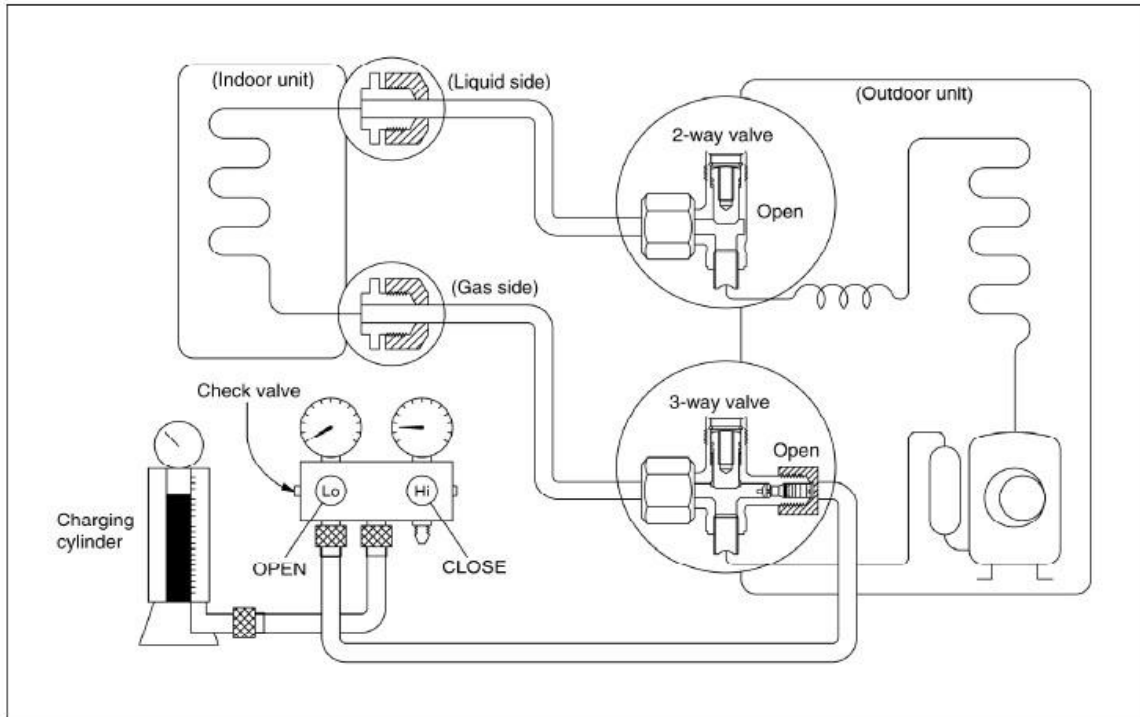 (Indoor unit)
(Liquid side)
(Outdoor unit)
2-way valve
Open
(Gas side)
Check valve
3-way valve
Open
Lo
Hi
Charging
cylinder
OPEN
CLOSE